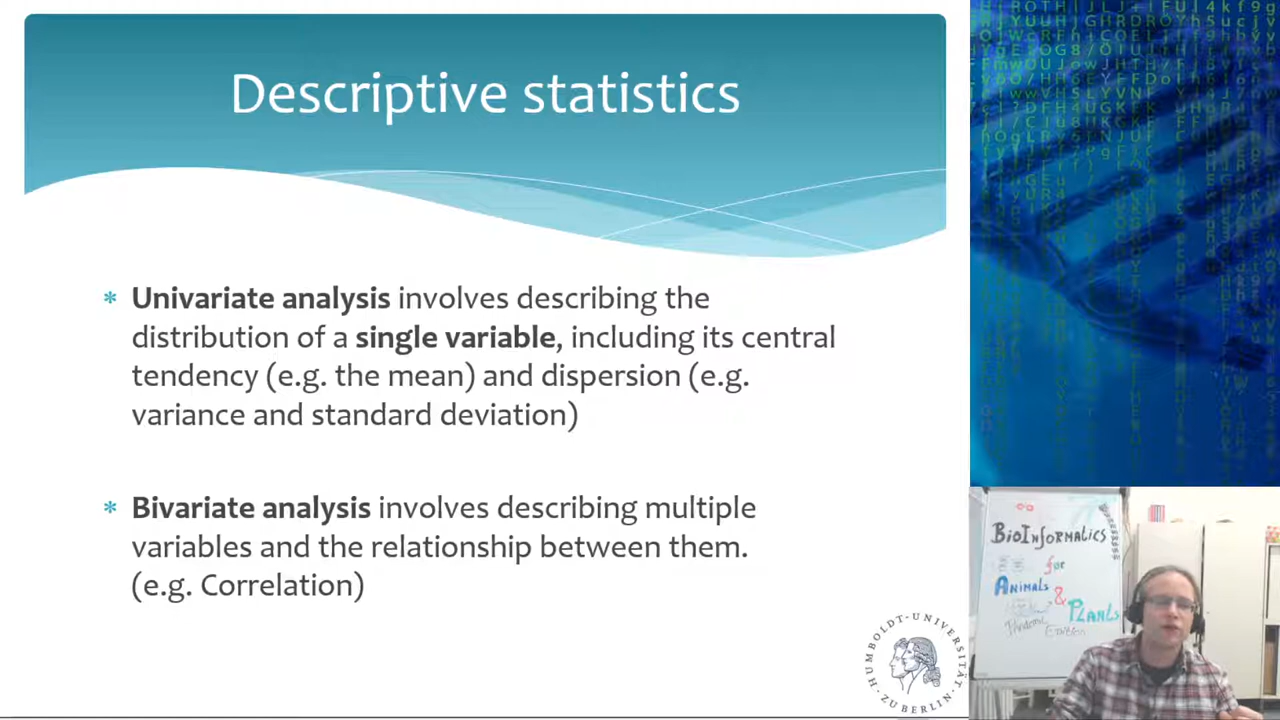 Descriptive statistics
* Univariate analysis involves describing the
distribution of a single variable, including its central
tendency (e.g. the mean) and dispersion (e.g.
variance and standard deviation)
* Bivariate analysis involves describing multiple
variables and the relationship between them.
(e.g. Correlation)
HUMBOLDT-UNIVERSITÄT
ZU BERLIN
BioInformatics
for
Animals
&
Plants
Pandemic
Edition